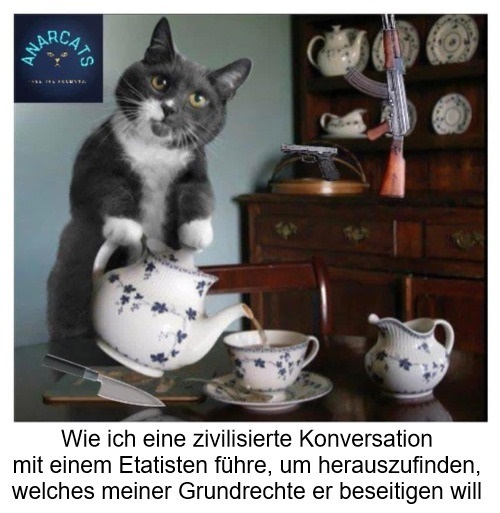 ANARCATS
Wie ich eine zivilisierte Konversation
mit einem Etatisten führe, um herauszufinden,
welches meiner Grundrechte er beseitigen will